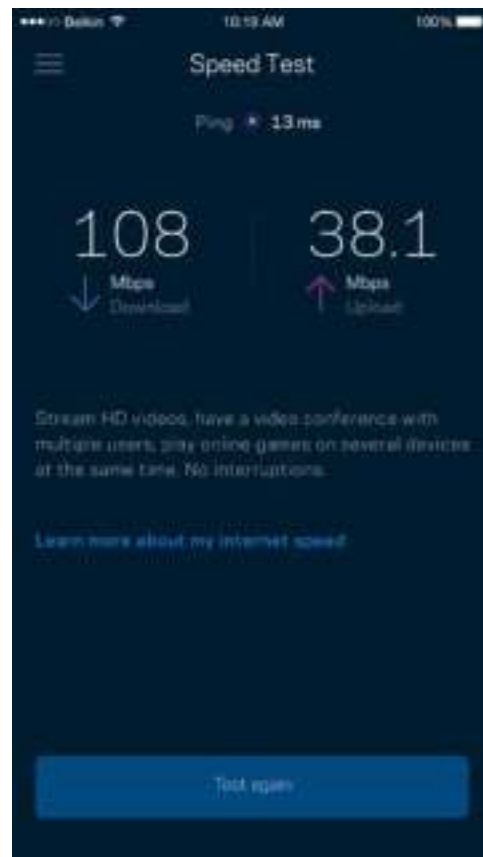 Belkin 10:19 AM 100%
Speed Test
Ping 13 ms
108 38.1
Mbps Mbps
Download Upload
Stream HD videos, have a video conference with
multiple users, play online games on several devices
at the same time. No interruptions.
Learn more about my internet speed
Test again